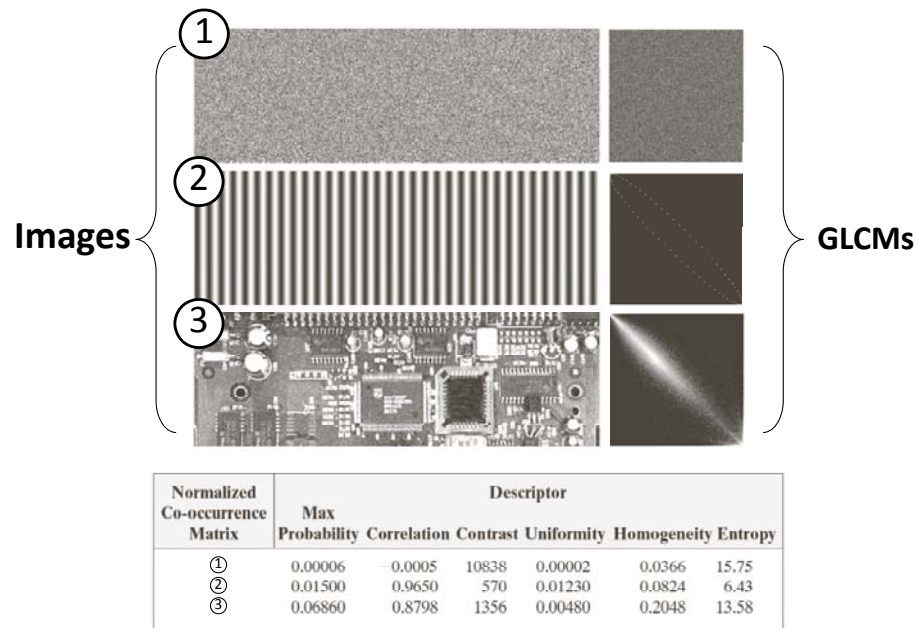 1
2
3
Images
GLCMs
Normalized
Co-occurrence
Matrix
Descriptor
Max
Probability Correlation Contrast Uniformity Homogeneity Entropy
① 0.00006 -0.0005 10838 0.00002 0.0366 15.75
② 0.01500 0.9650 570 0.01230 0.0824 6.43
③ 0.06860 0.8798 1356 0.00480 0.2048 13.58